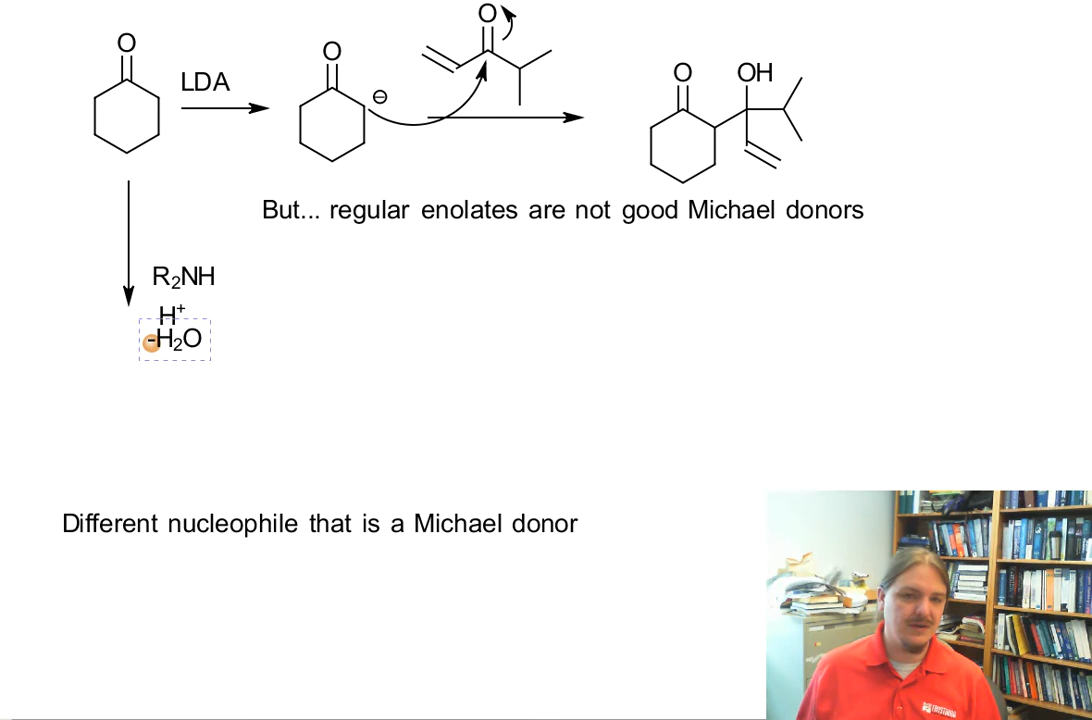 O
O
O
LDA
⊖
O
OH
But... regular enolates are not good Michael donors
R₂NH
H⁺
-H₂O
Different nucleophile that is a Michael donor